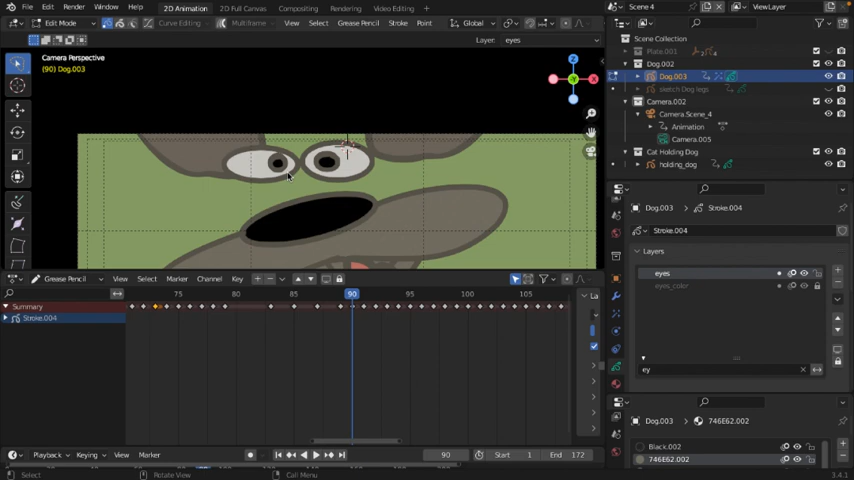 File Edit Render Window Help 2D Animation 2D Full Canvas Compositing Rendering Video Editing Scene 4 ViewLayer
Edit Mode Curve Editing Multiframe View Select Grease Pencil Stroke Point Global
Layer: eyes
Camera Perspective
(90) Dog.003
Scene Collection
Plate.001
Dog.002
Dog.003
sketch Dog legs
Camera.002
Camera.Scene_4
Animation
Camera.005
Cat Holding Dog
holding_dog
Dog.003 Stroke.004
Stroke.004
Layers
eyes
eyes_color
ey
Grease Pencil View Select Marker Channel Key
75 80 85 90 95 100 105
Summary
Stroke.004
La
Dog.003 746E62.002
Black.002
746E62.002
Playback Keying View Marker 90 Start 1 End 172
Select Rotate View Call Menu 3.4.1